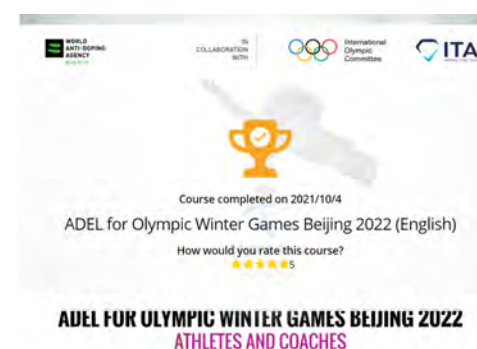 WORLD
ANTI-DOPING
AGENCY
IN
COLLABORATION
WITH
International
Olympic
Committee
ITA
Course completed on 2021/10/4
ADEL for Olympic Winter Games Beijing 2022 (English)
How would you rate this course?
5
ADEL FOR OLYMPIC WINTER GAMES BEIJING 2022
ATHLETES AND COACHES